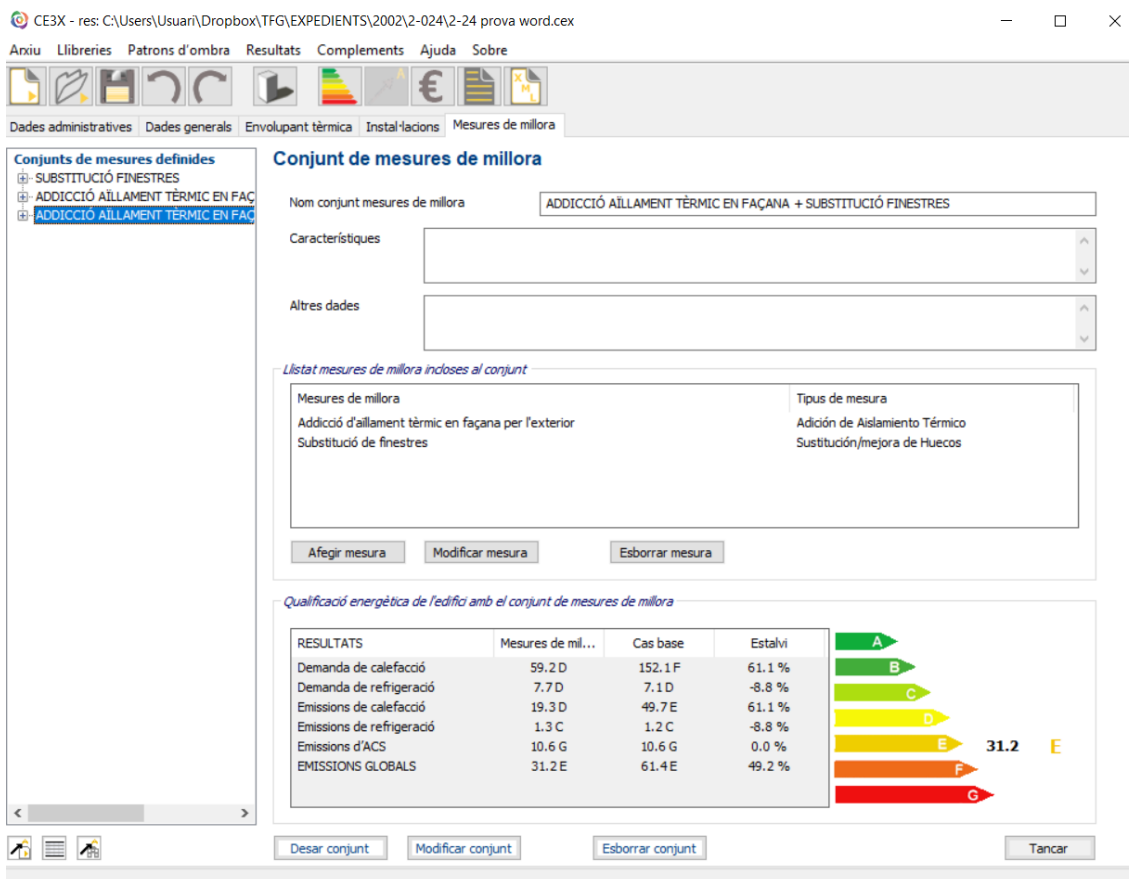 CE3X - res: C:\Users\Usuari\Dropbox\TFG\EXPEDIENTS\2002\2-024\2-24 prova word.cex
Arxiu Llibreries Patrons d'ombra Resultats Complements Ajuda Sobre
Dades administratives Dades generals Envolupant tèrmica Instal·lacions Mesures de millora
Conjunts de mesures definides
SUBSTITUCIÓ FINESTRES
ADDICCIÓ AÏLLAMENT TÈRMIC EN FAÇ
ADDICCIÓ AÏLLAMENT TÈRMIC EN FAÇ
Conjunt de mesures de millora
Nom conjunt mesures de millora ADDICCIÓ AÏLLAMENT TÈRMIC EN FAÇANA + SUBSTITUCIÓ FINESTRES
Característiques
Altres dades
Llistat mesures de millora incloses al conjunt
Mesures de millora Tipus de mesura
Addicció d'aïllament tèrmic en façana per l'exterior Adición de Aislamiento Térmico
Substitució de finestres Sustitución/mejora de Huecos
Afegir mesura Modificar mesura Esborrar mesura
Qualificació energètica de l'edifici amb el conjunt de mesures de millora
RESULTATS Mesures de mil... Cas base Estalvi
Demanda de calefacció 59.2 D 152.1 F 61.1 %
Demanda de refrigeració 7.7 D 7.1 D -8.8 %
Emissions de calefacció 19.3 D 49.7 E 61.1 %
Emissions de refrigeració 1.3 C 1.2 C -8.8 %
Emissions d'ACS 10.6 G 10.6 G 0.0 %
EMISSIONS GLOBALS 31.2 E 61.4 E 49.2 %
A
B
C
D
E 31.2 E
F
G
Desar conjunt Modificar conjunt Esborrar conjunt Tancar